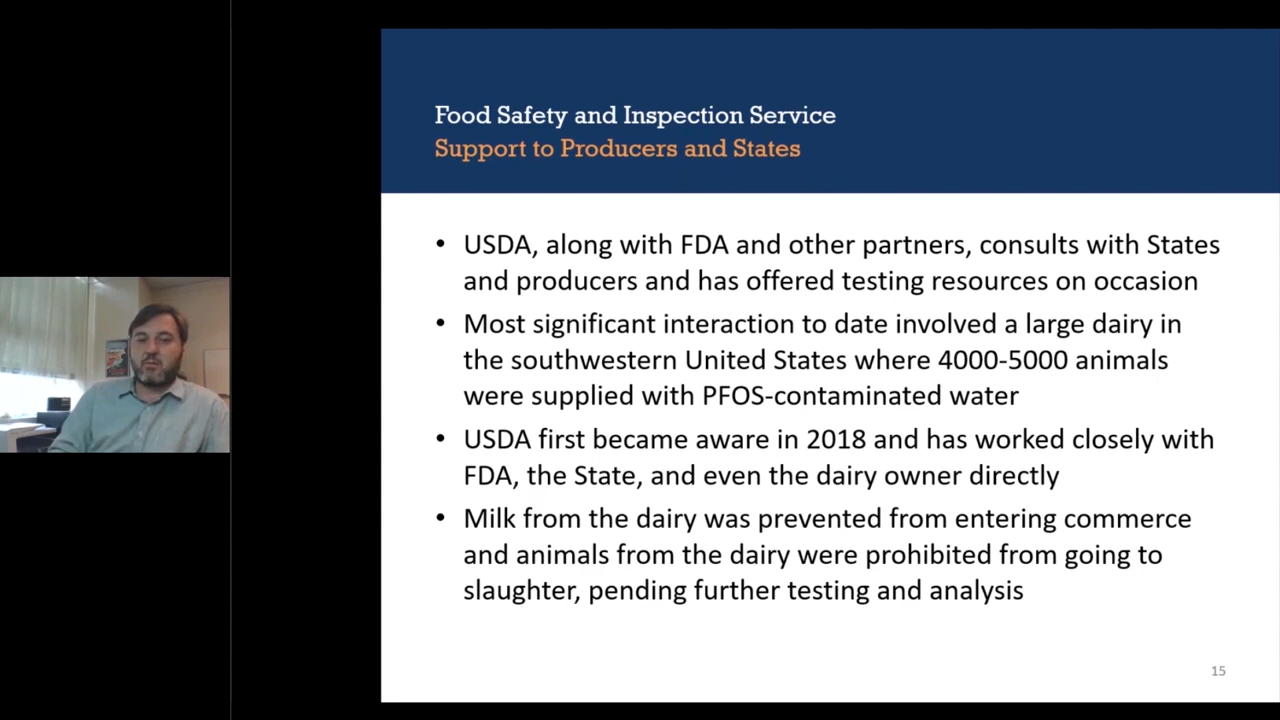 Food Safety and Inspection Service
Support to Producers and States
• USDA, along with FDA and other partners, consults with States
and producers and has offered testing resources on occasion
• Most significant interaction to date involved a large dairy in
the southwestern United States where 4000-5000 animals
were supplied with PFOS-contaminated water
• USDA first became aware in 2018 and has worked closely with
FDA, the State, and even the dairy owner directly
• Milk from the dairy was prevented from entering commerce
and animals from the dairy were prohibited from going to
slaughter, pending further testing and analysis
15